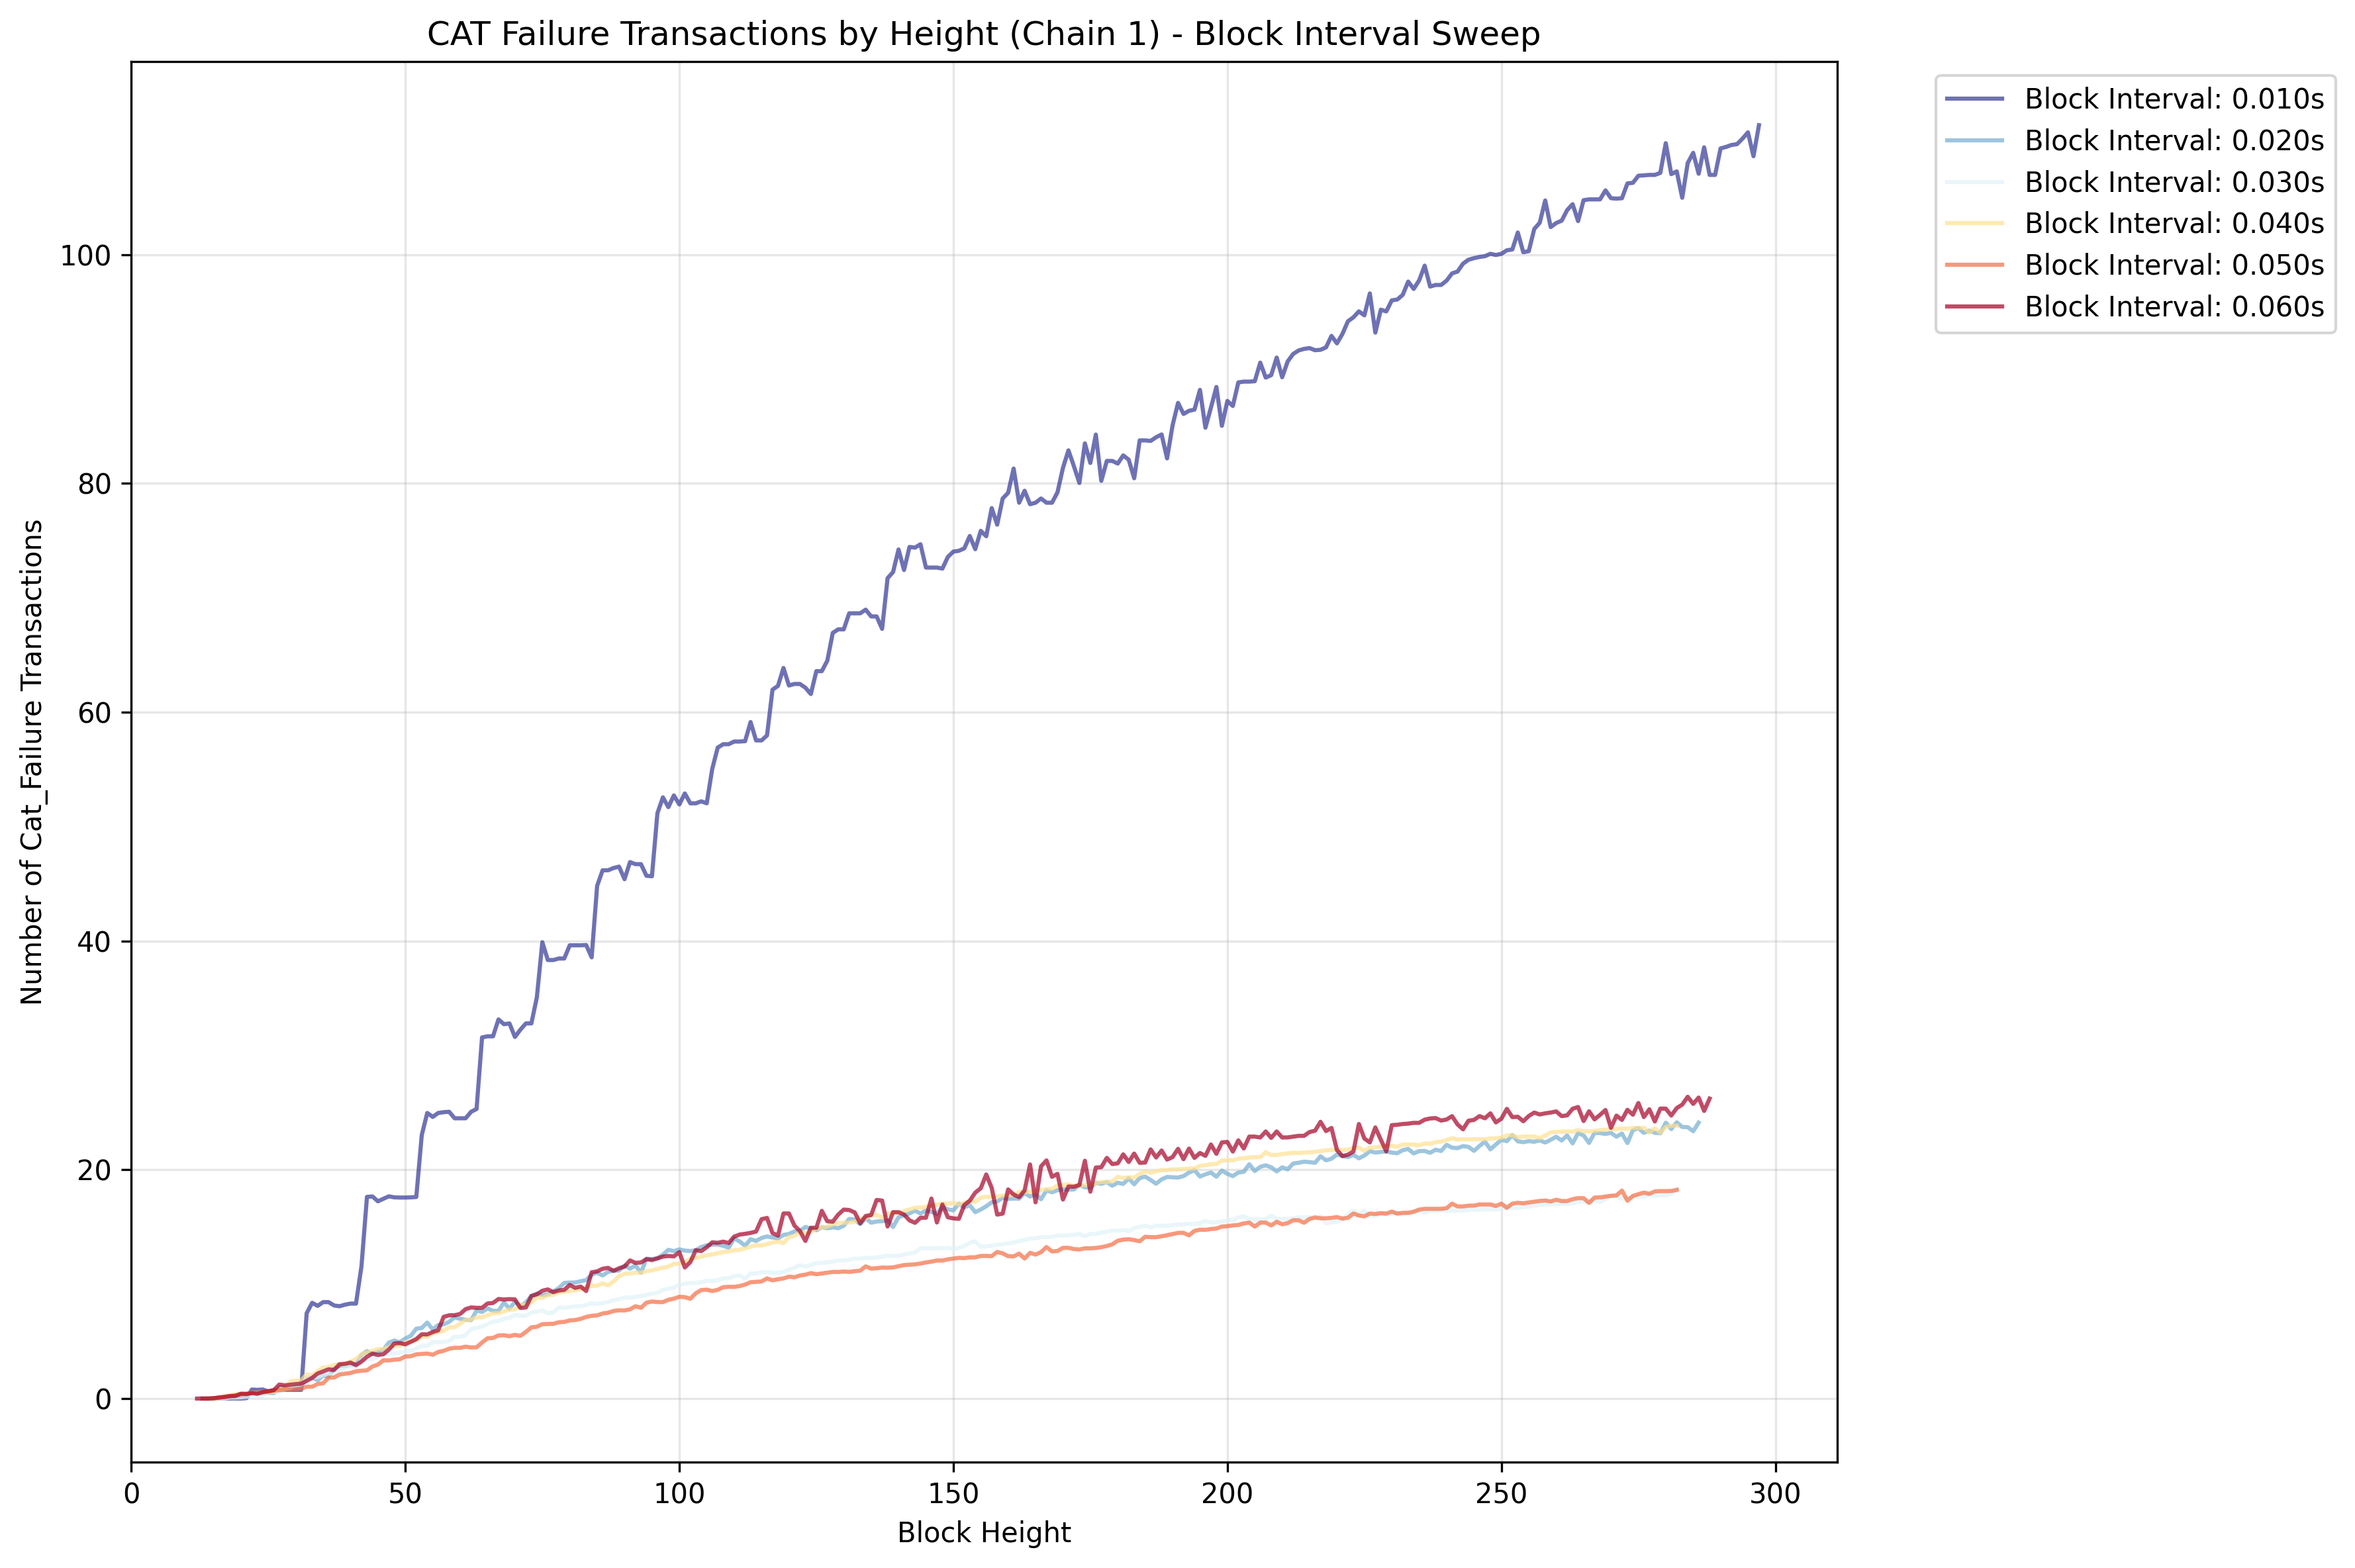 CAT Failure Transactions by Height (Chain 1) - Block Interval Sweep
Block Interval: 0.010s
Block Interval: 0.020s
Block Interval: 0.030s
Block Interval: 0.040s
Block Interval: 0.050s
Block Interval: 0.060s
Number of Cat_Failure Transactions
100
80
60
40
20
0
0 50 100 150 200 250 300
Block Height